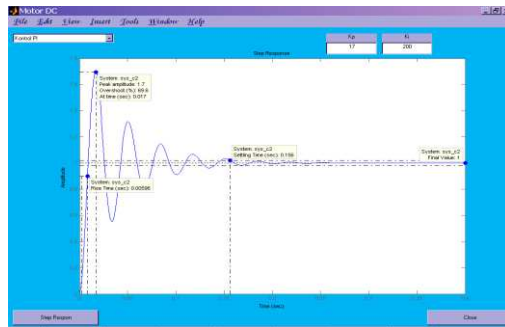 Motor DC
File Edit View Insert Tools Window Help
Kontrol PI
Kp
Ki
17
200
Step Response
System: sys_c2
Peak amplitude: 1.7
Overshoot (%): 69.6
At time (sec): 0.017
System: sys_c2
Settling Time (sec): 0.156
System: sys_c2
Final Value: 1
System: sys_c2
Rise Time (sec): 0.00596
Amplitude
Time (sec)
Step Respon
Close